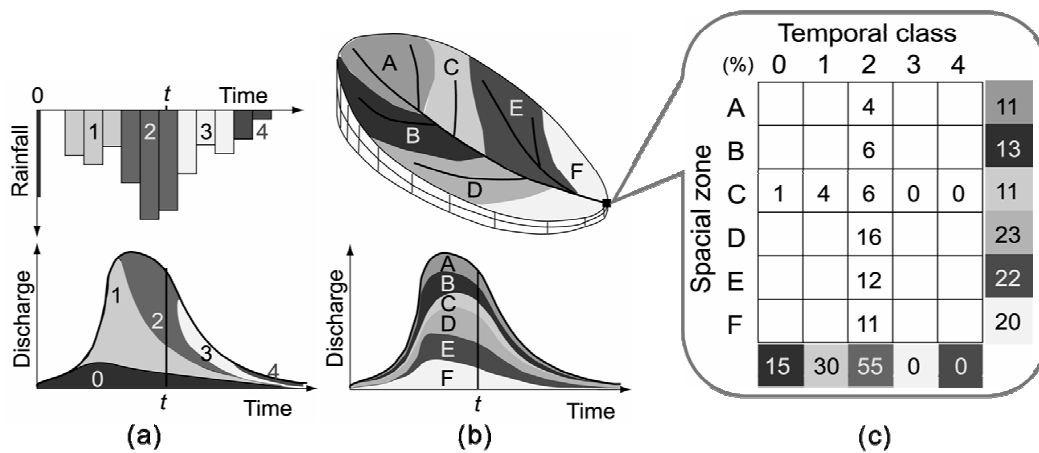 0 t Time
Rainfall
1 2 3 4
Discharge
0 1 2 3 4
t Time
(a)
A C E
B D F
Discharge
A
B
C
D
E
F
t Time
(b)
Temporal class
(%) 0 1 2 3 4
Spacial zone
A 4 11
B 6 13
C 1 4 6 0 0 11
D 16 23
E 12 22
F 11 20
15 30 55 0 0
(c)